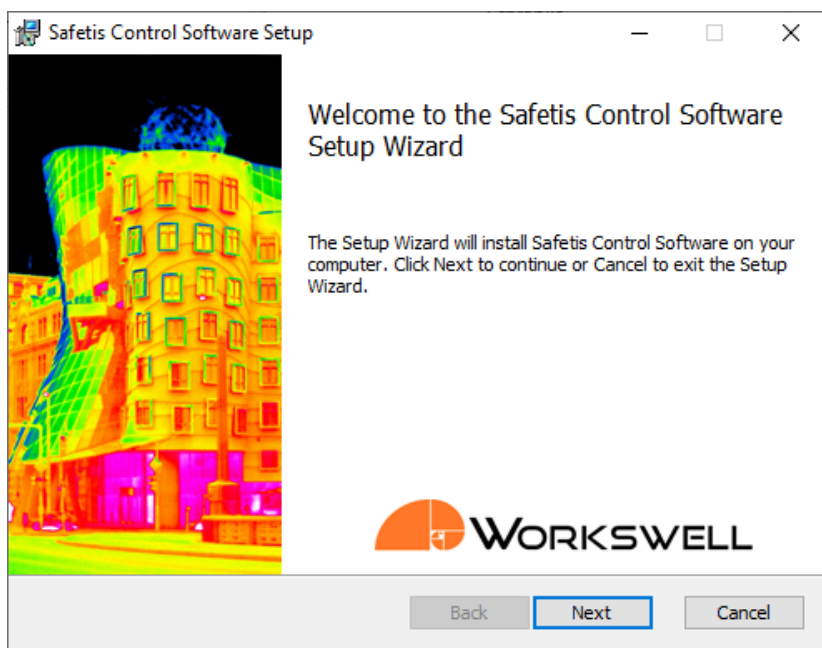 Safetis Control Software Setup
Welcome to the Safetis Control Software
Setup Wizard
The Setup Wizard will install Safetis Control Software on your
computer. Click Next to continue or Cancel to exit the Setup
Wizard.
WORKSWELL
Back Next Cancel